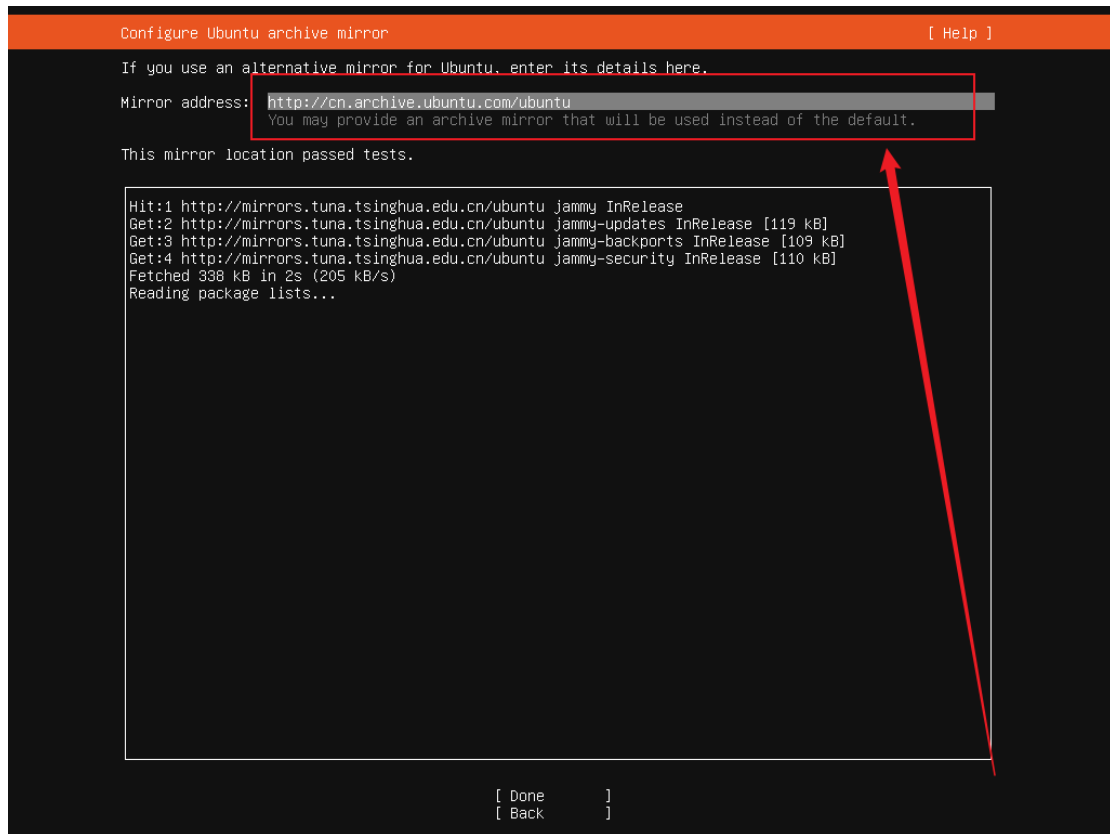 Configure Ubuntu archive mirror [ Help ]
If you use an alternative mirror for Ubuntu, enter its details here.
Mirror address: http://cn.archive.ubuntu.com/ubuntu
You may provide an archive mirror that will be used instead of the default.
This mirror location passed tests.
Hit:1 http://mirrors.tuna.tsinghua.edu.cn/ubuntu jammy InRelease
Get:2 http://mirrors.tuna.tsinghua.edu.cn/ubuntu jammy-updates InRelease [119 kB]
Get:3 http://mirrors.tuna.tsinghua.edu.cn/ubuntu jammy-backports InRelease [109 kB]
Get:4 http://mirrors.tuna.tsinghua.edu.cn/ubuntu jammy-security InRelease [110 kB]
Fetched 338 kB in 2s (205 kB/s)
Reading package lists...
[ Done ]
[ Back ]